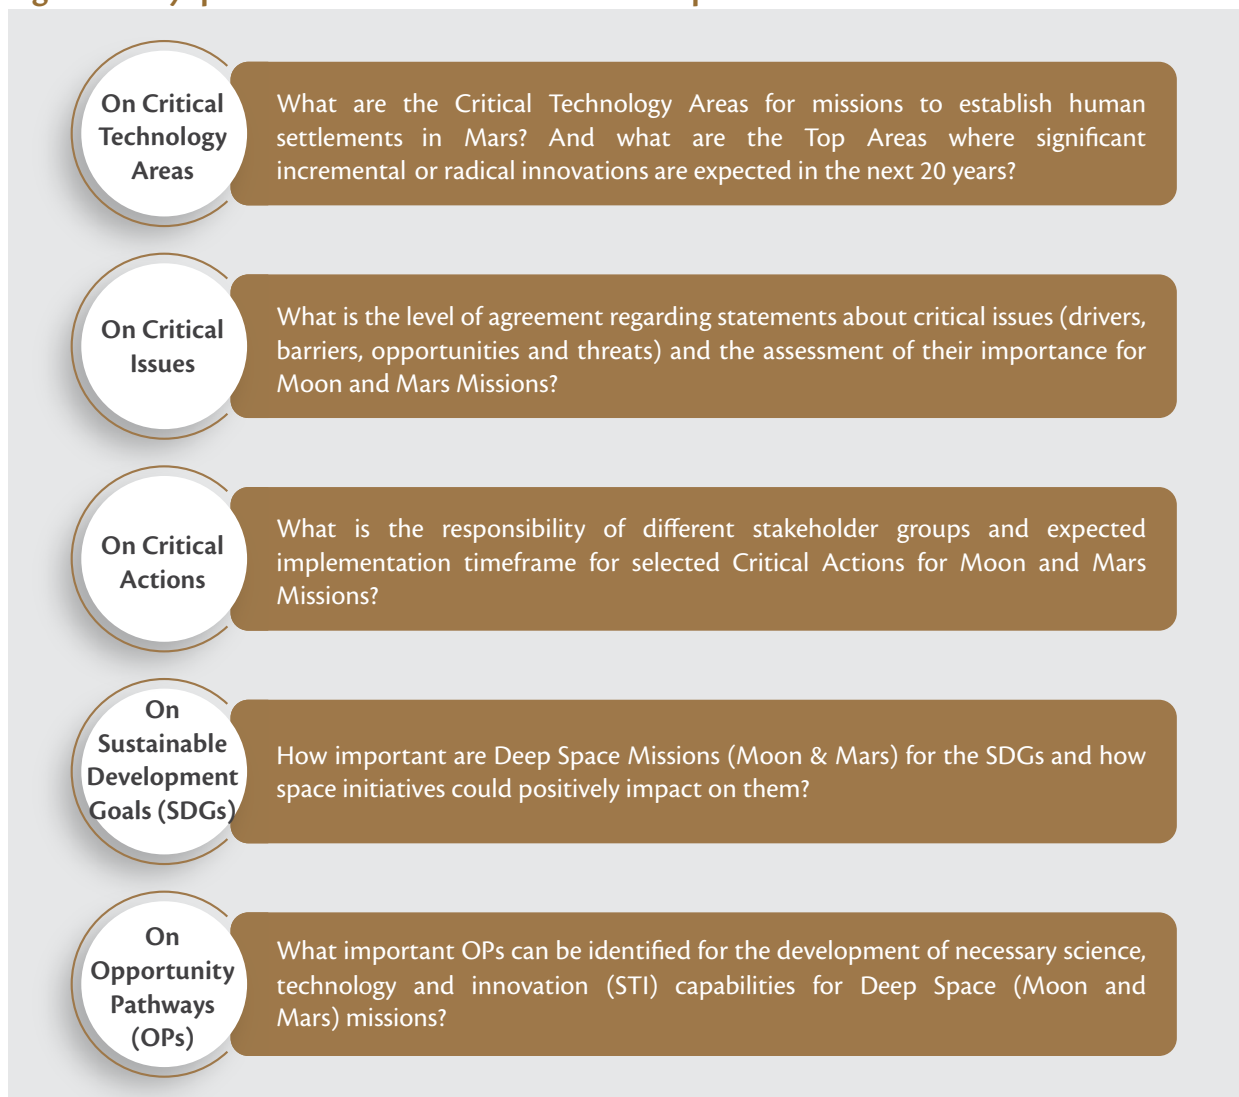 On Critical
Technology
Areas
What are the Critical Technology Areas for missions to establish human
settlements in Mars? And what are the Top Areas where significant
incremental or radical innovations are expected in the next 20 years?
On Critical
Issues
What is the level of agreement regarding statements about critical issues (drivers,
barriers, opportunities and threats) and the assessment of their importance for
Moon and Mars Missions?
On Critical
Actions
What is the responsibility of different stakeholder groups and expected
implementation timeframe for selected Critical Actions for Moon and Mars
Missions?
On
Sustainable
Development
Goals (SDGs)
How important are Deep Space Missions (Moon & Mars) for the SDGs and how
space initiatives could positively impact on them?
On
Opportunity
Pathways
(OPs)
What important OPs can be identified for the development of necessary science,
technology and innovation (STI) capabilities for Deep Space (Moon and
Mars) missions?